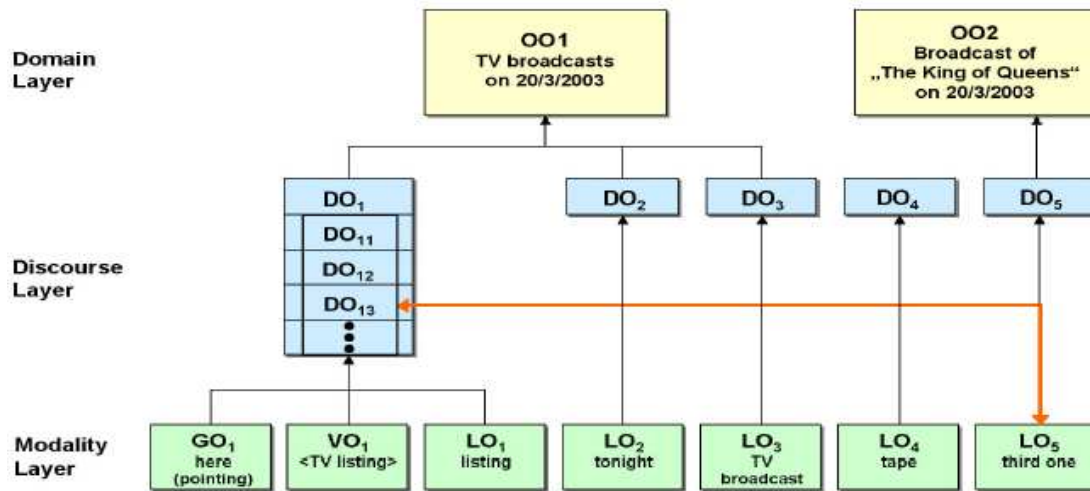 Domain
Layer
OO1
TV broadcasts
on 20/3/2003
OO2
Broadcast of
„The King of Queens“
on 20/3/2003
Discourse
Layer
DO₁
DO₁₁
DO₁₂
DO₁₃
DO₂
DO₃
DO₄
DO₅
Modality
Layer
GO₁
here
(pointing)
VO₁
<TV listing>
LO₁
listing
LO₂
tonight
LO₃
TV
broadcast
LO₄
tape
LO₅
third one